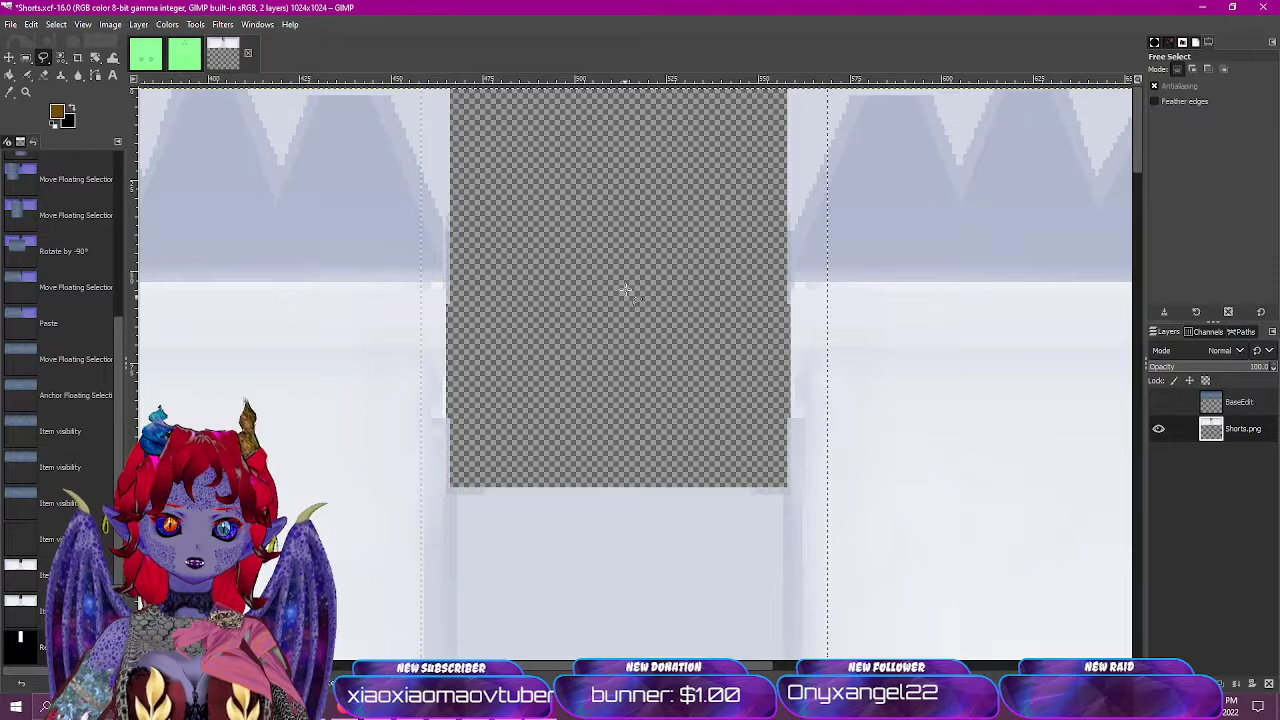 *Shorts.xcf-16.0 (RGB color 8-bit gamma integer, GIMP built-in sRGB, 2 layers) 1024x1024 – GIMP
File Edit Select View Image Layer Colors Tools Filters Windows Help
Free Select
Mode:
Antialiasing
Feather edges
Move Floating Selection
Move Floating Selection
Rotate by -90°
Move Floating Selection
Move Floating Selection
Paste
Move Floating Selection
Anchor Floating Selec
Item visibility
Item visibility
Layers Channels Paths
Mode Normal
Opacity 100.0
Lock:
BaseEdit
Shorts.png
NEW SUBSCRIBER NEW DONATION NEW FOLLOWER NEW RAID
xiaoxiaomaovtuber bunner: $1.00 Onyxangel22
PM